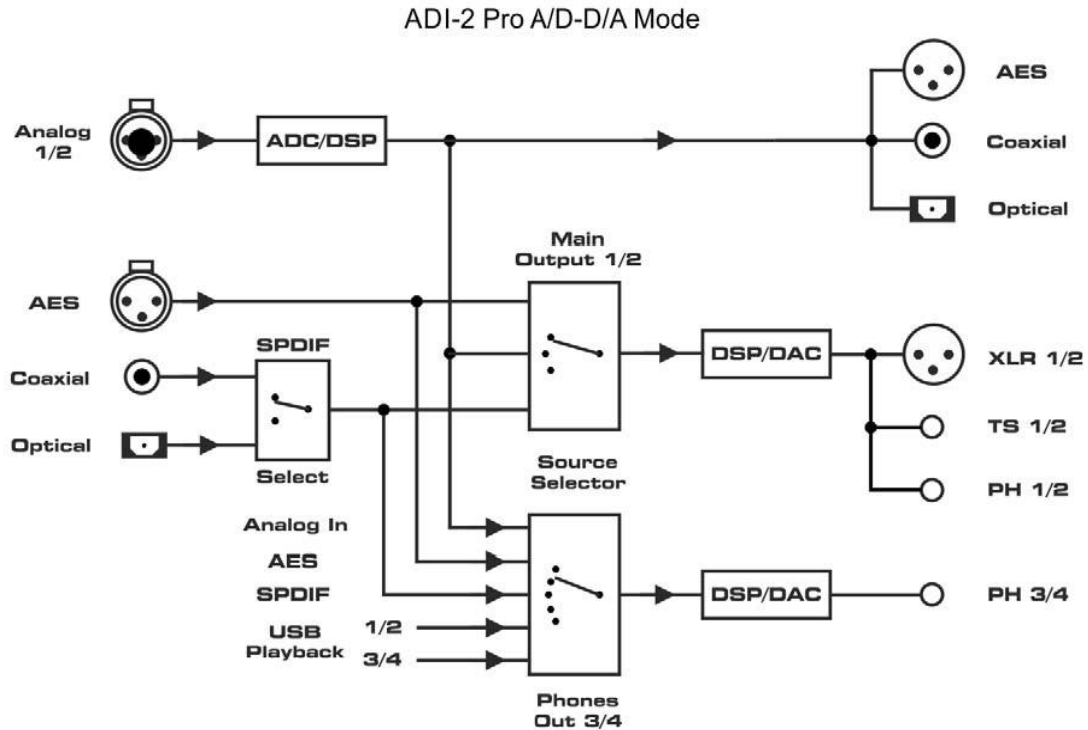 ADI-2 Pro A/D-D/A Mode
Analog
1/2
ADC/DSP
AES
Coaxial
Optical
Main
Output 1/2
AES
SPDIF
Coaxial
Optical
Select
DSP/DAC
XLR 1/2
TS 1/2
PH 1/2
Source
Selector
Analog In
AES
SPDIF
USB
Playback
1/2
3/4
DSP/DAC
PH 3/4
Phones
Out 3/4